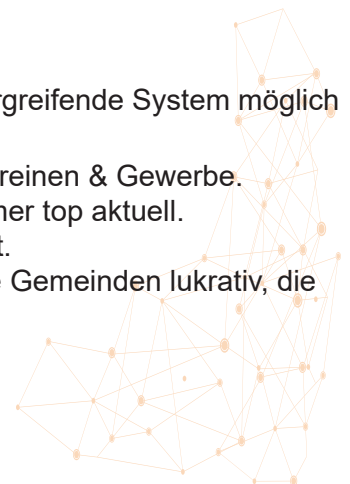 rgreifende System möglich
reinen & Gewerbe.
ner top aktuell.
t.
Gemeinden lukrativ, die